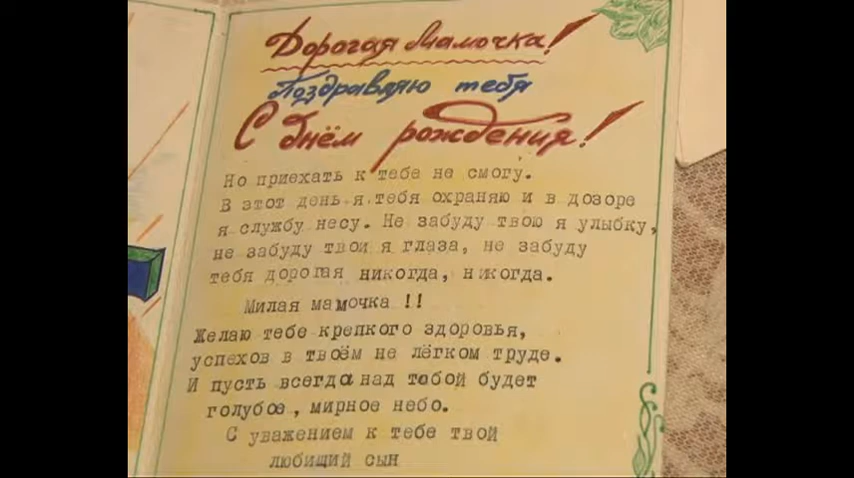 Дорогая Мамочка!
Поздравляю тебя
С днём рождения!
Но приехать к тебе не смогу.
В этот день я тебя охраняю и в дозоре
я службу несу. Не забуду твою я улыбку,
не забуду твои я глаза, не забуду
тебя дорогая никогда, никогда.
Милая мамочка !!
Желаю тебе крепкого здоровья,
успехов в твоём не лёгком труде.
И пусть всегда над тобой будет
голубое, мирное небо.
С уважением к тебе твой
любищий сын